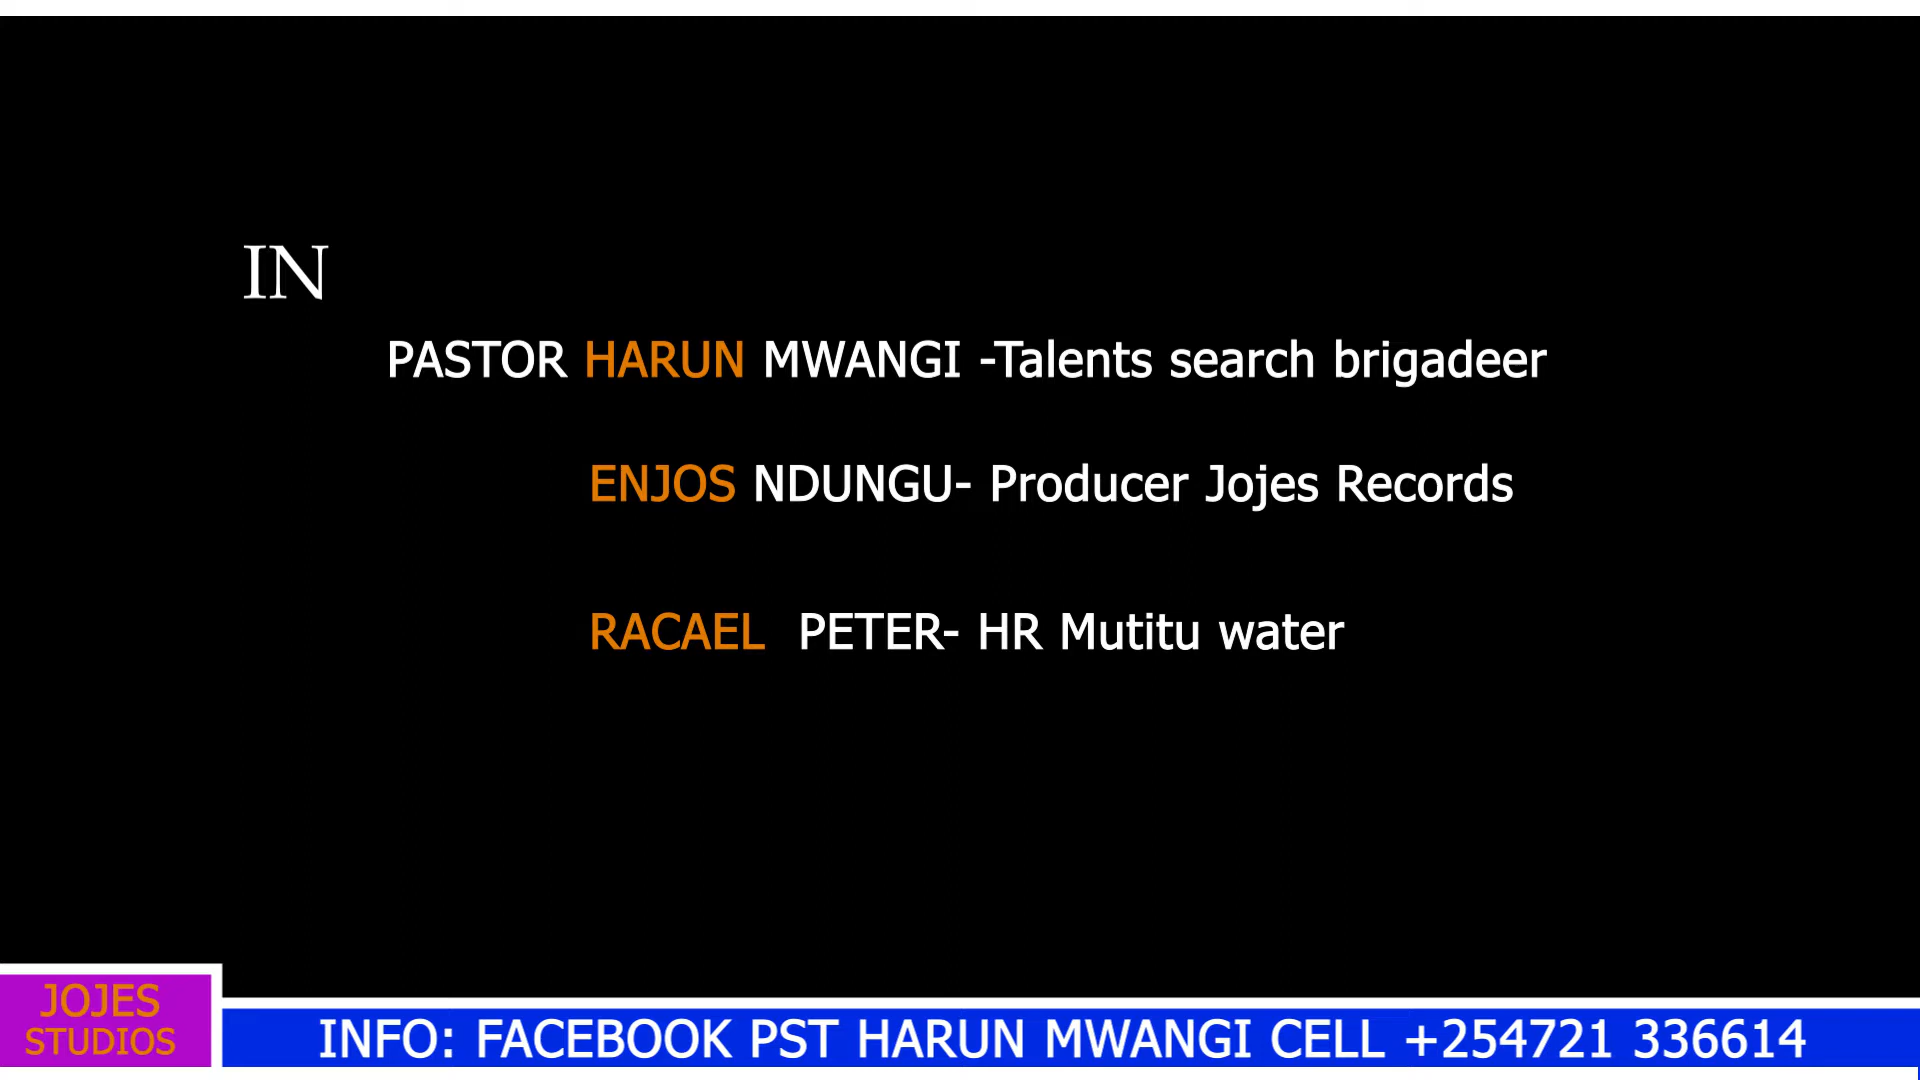 IN
PASTOR HARUN MWANGI -Talents search brigadeer
ENJOS NDUNGU- Producer Jojes Records
RACAEL PETER- HR Mutitu water
JOJES
STUDIOS
INFO: FACEBOOK PST HARUN MWANGI CELL +254721 336614